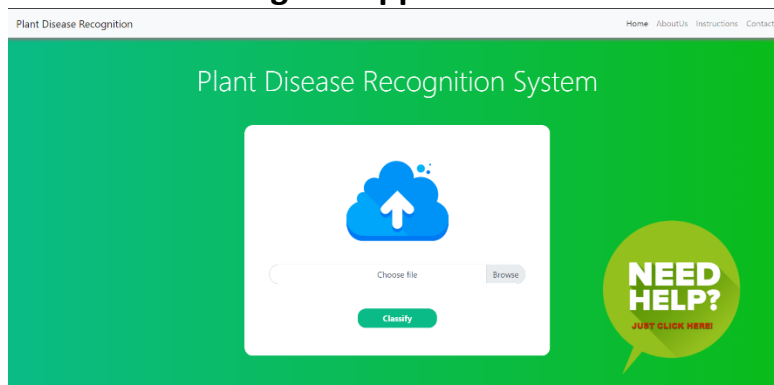 Plant Disease Recognition
Home AboutUs Instructions Contact
Plant Disease Recognition System
Choose file Browse
Classify
NEED
HELP?
JUST CLICK HERE!